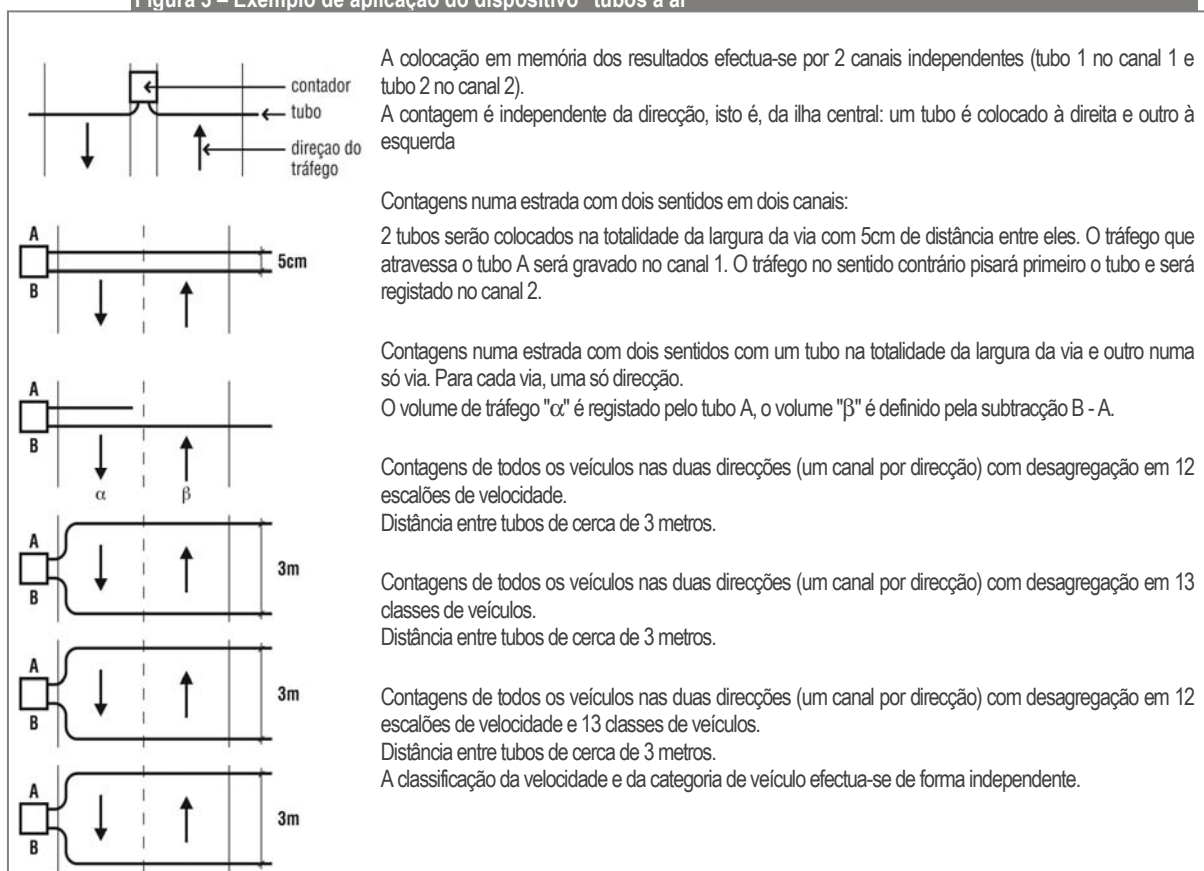 Figura 3 – Exemplo de aplicação do dispositivo "tubos a ar"
contador
tubo
direçao do
tráfego
A colocação em memória dos resultados efectua-se por 2 canais independentes (tubo 1 no canal 1 e
tubo 2 no canal 2).
A contagem é independente da direcção, isto é, da ilha central: um tubo é colocado à direita e outro à
esquerda
A
B
5cm
Contagens numa estrada com dois sentidos em dois canais:
2 tubos serão colocados na totalidade da largura da via com 5cm de distância entre eles. O tráfego que
atravessa o tubo A será gravado no canal 1. O tráfego no sentido contrário pisará primeiro o tubo e será
registado no canal 2.
A
B
α
β
Contagens numa estrada com dois sentidos com um tubo na totalidade da largura da via e outro numa
só via. Para cada via, uma só direcção.
O volume de tráfego "α" é registado pelo tubo A, o volume "β" é definido pela subtracção B - A.
A
B
3m
Contagens de todos os veículos nas duas direcções (um canal por direcção) com desagregação em 12
escalões de velocidade.
Distância entre tubos de cerca de 3 metros.
A
B
3m
Contagens de todos os veículos nas duas direcções (um canal por direcção) com desagregação em 13
classes de veículos.
Distância entre tubos de cerca de 3 metros.
A
B
3m
Contagens de todos os veículos nas duas direcções (um canal por direcção) com desagregação em 12
escalões de velocidade e 13 classes de veículos.
Distância entre tubos de cerca de 3 metros.
A classificação da velocidade e da categoria de veículo efectua-se de forma independente.